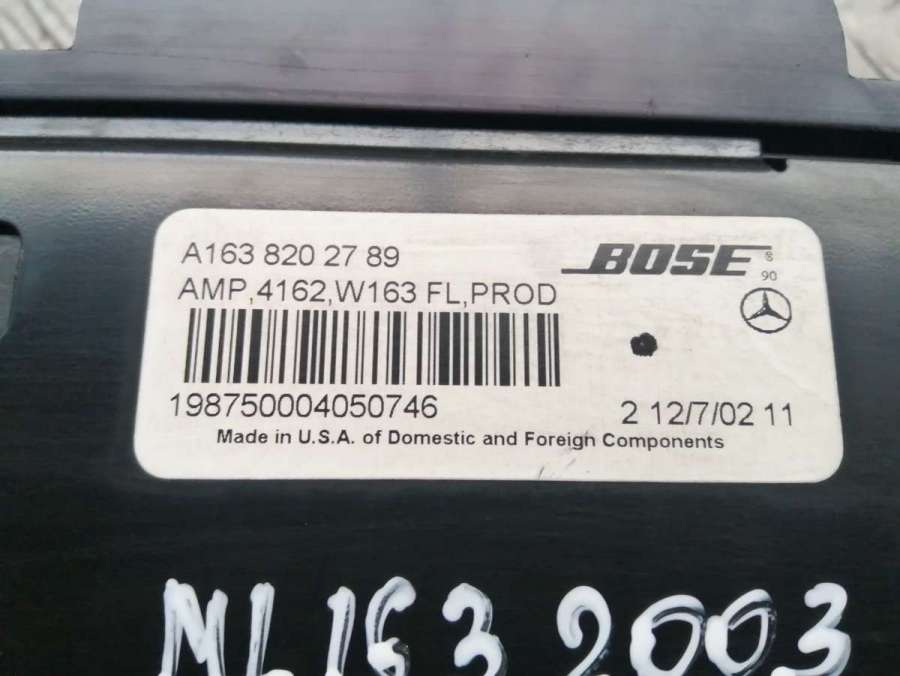 A163 820 27 89
BOSE®
90
AMP,4162,W163 FL,PROD
198750004050746
2 12/7/02 11
Made in U.S.A. of Domestic and Foreign Components
ML163 2003